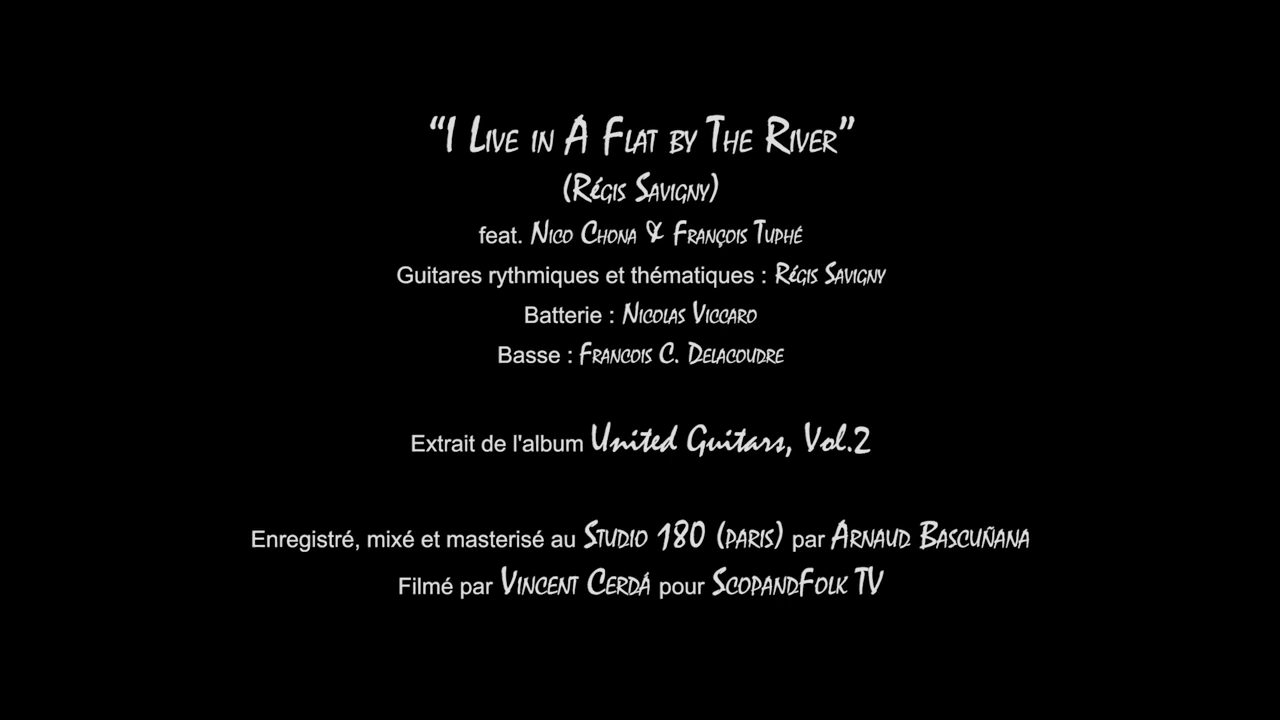 “I Live in A Flat by The River”
(Régis Savigny)
feat. Nico Chona & François Tuphé
Guitares rythmiques et thématiques : Régis Savigny
Batterie : Nicolas Viccaro
Basse : Francois C. Delacoudre
Extrait de l'album United Guitars, Vol.2
Enregistré, mixé et masterisé au Studio 180 (paris) par Arnaud Bascuñana
Filmé par Vincent Cerdá pour ScopandFolk TV